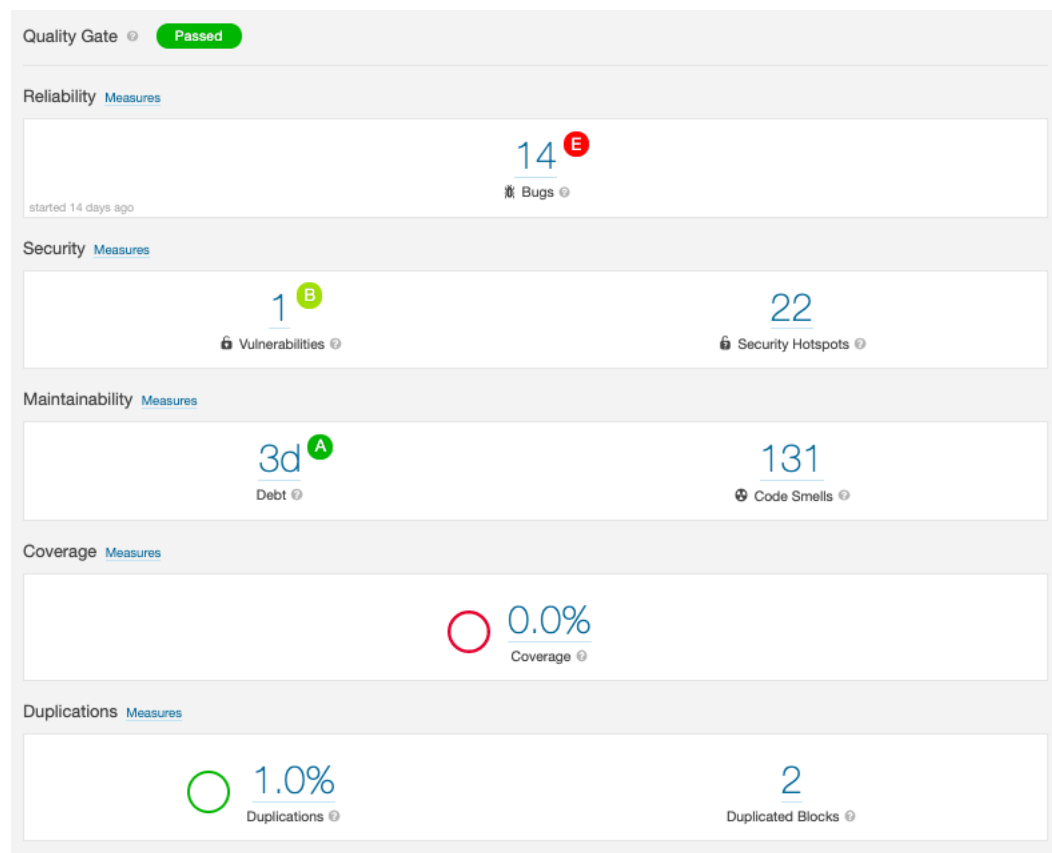 Quality Gate Passed
Reliability Measures
14 E
Bugs
started 14 days ago
Security Measures
1 B 22
Vulnerabilities Security Hotspots
Maintainability Measures
3d A 131
Debt Code Smells
Coverage Measures
0.0%
Coverage
Duplications Measures
1.0% 2
Duplications Duplicated Blocks